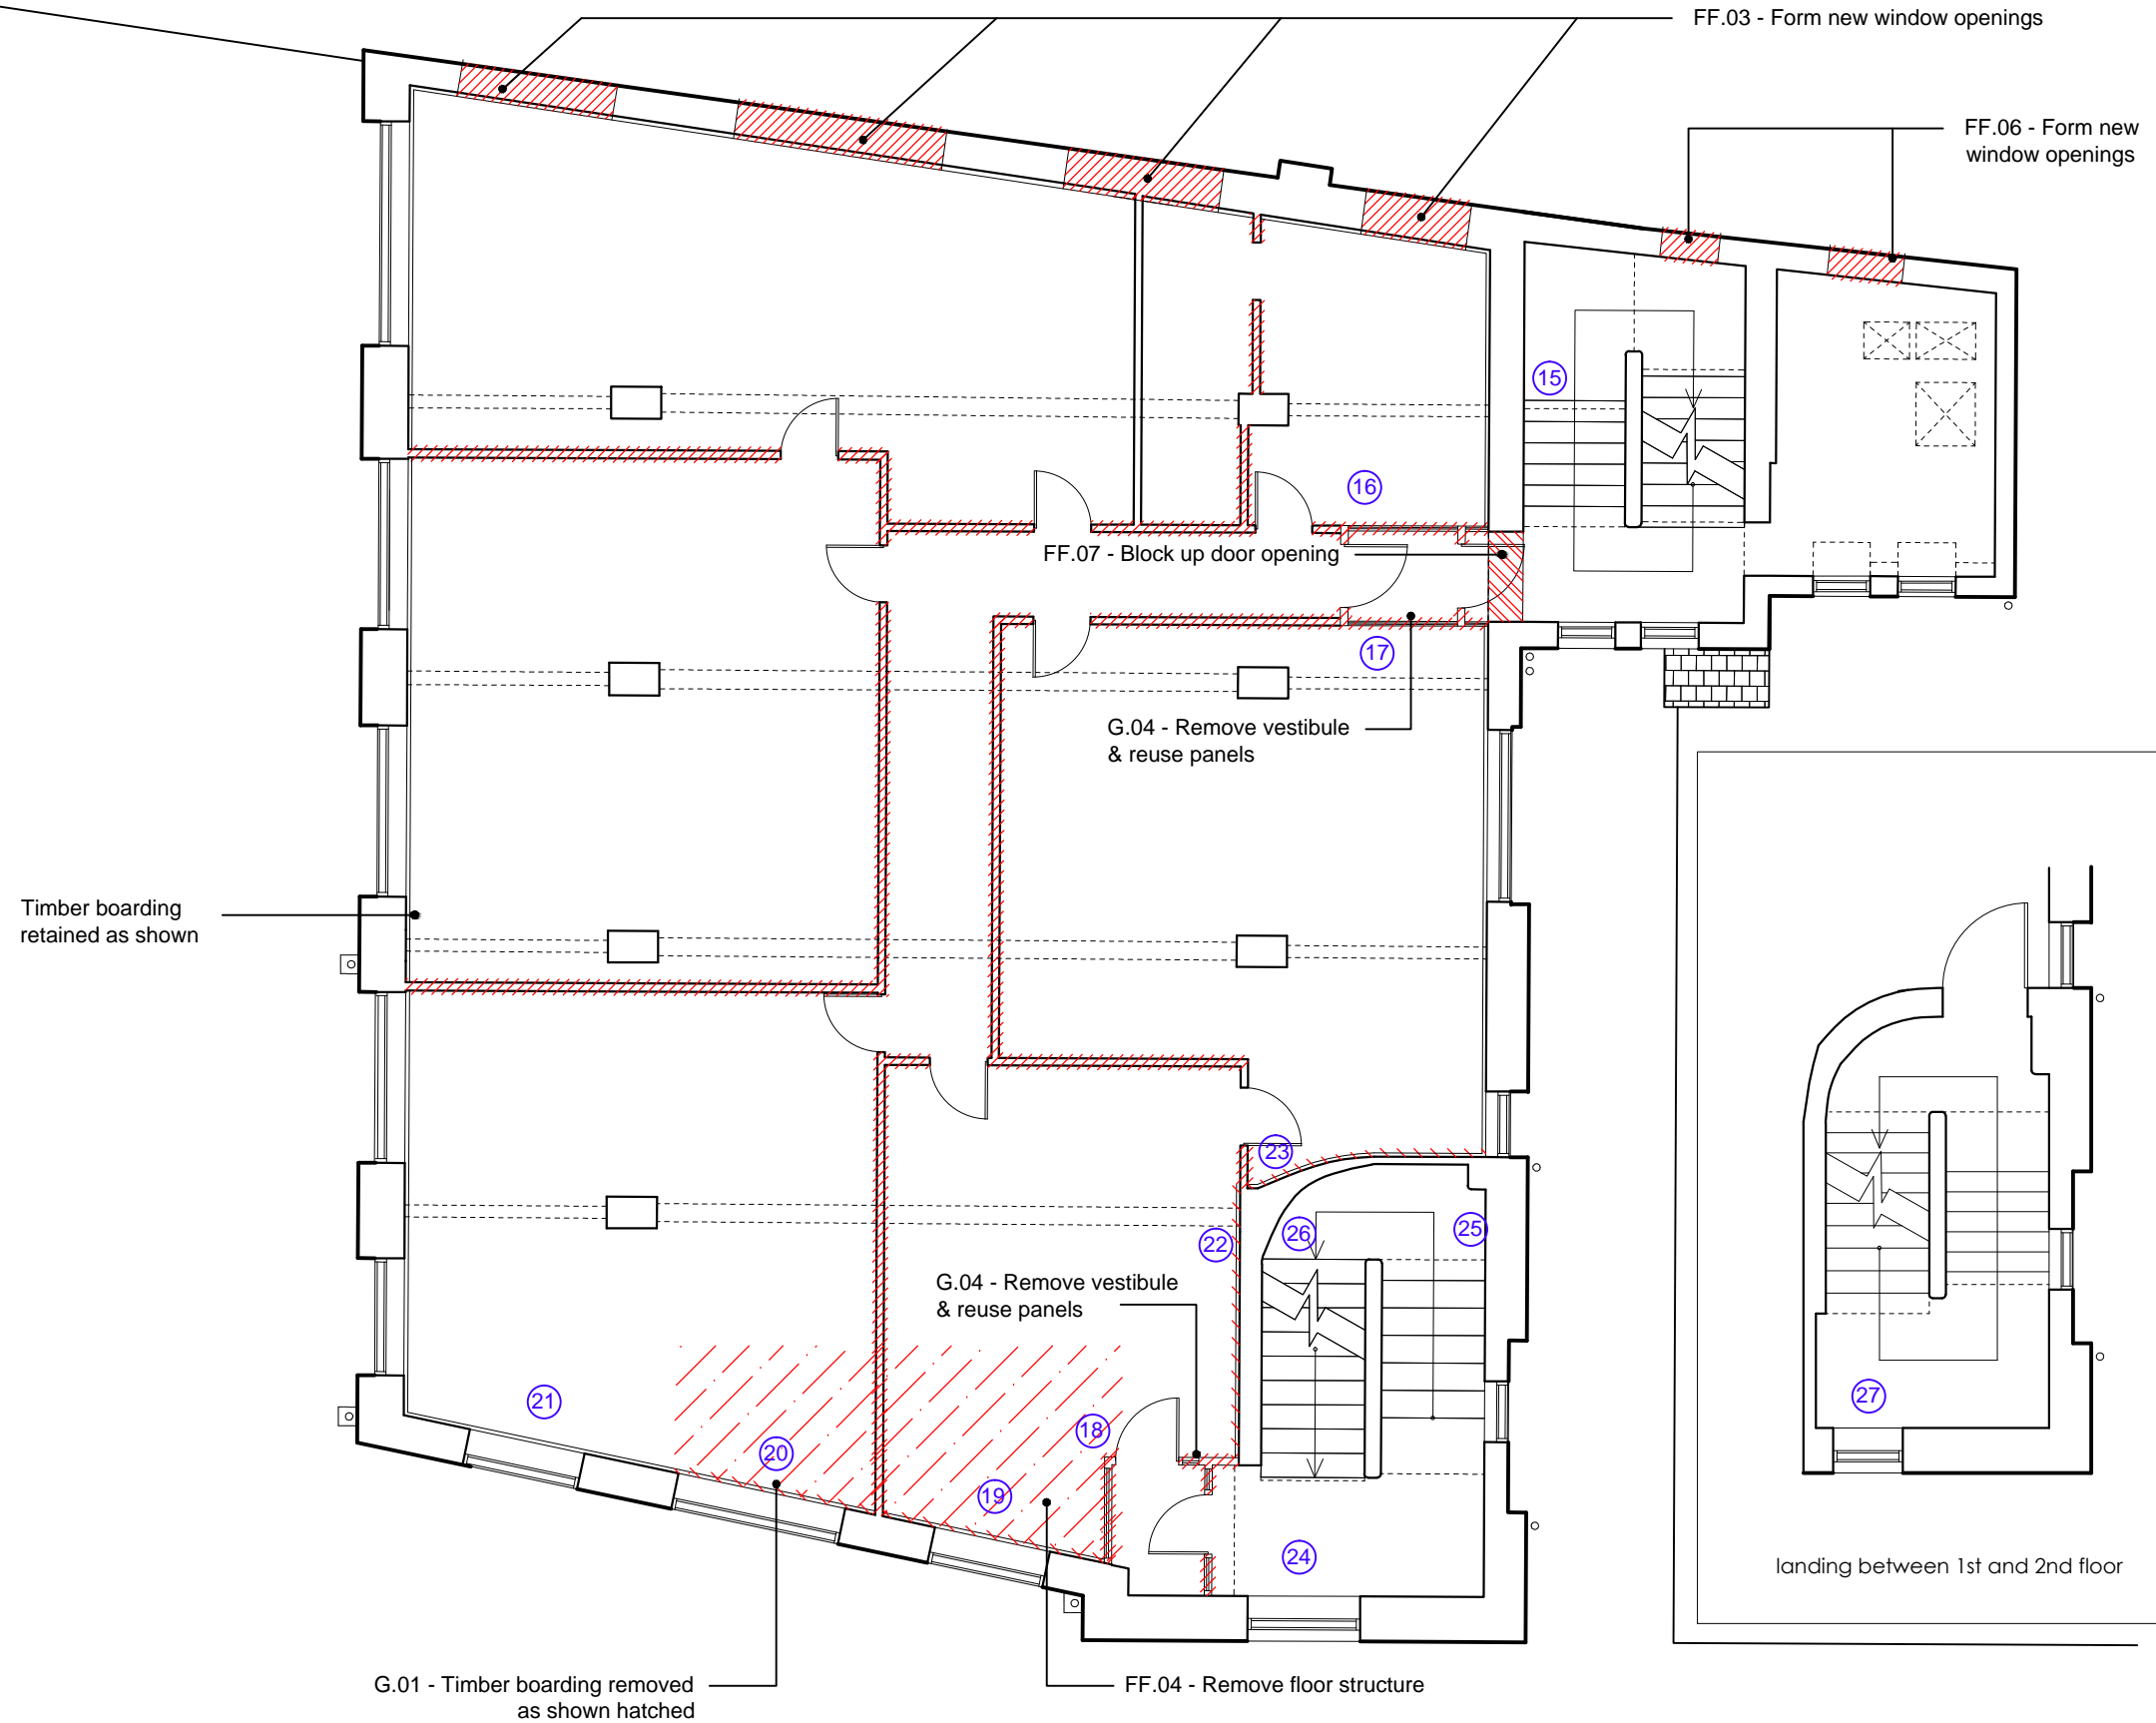 FF.03 - Form new window openings
FF.06 - Form new
window openings
15
16
FF.07 - Block up door opening
17
G.04 - Remove vestibule
& reuse panels
Timber boarding
retained as shown
23
22
26
25
G.04 - Remove vestibule
& reuse panels
21
18
20
19
24
27
landing between 1st and 2nd floor
G.01 - Timber boarding removed
as shown hatched
FF.04 - Remove floor structure